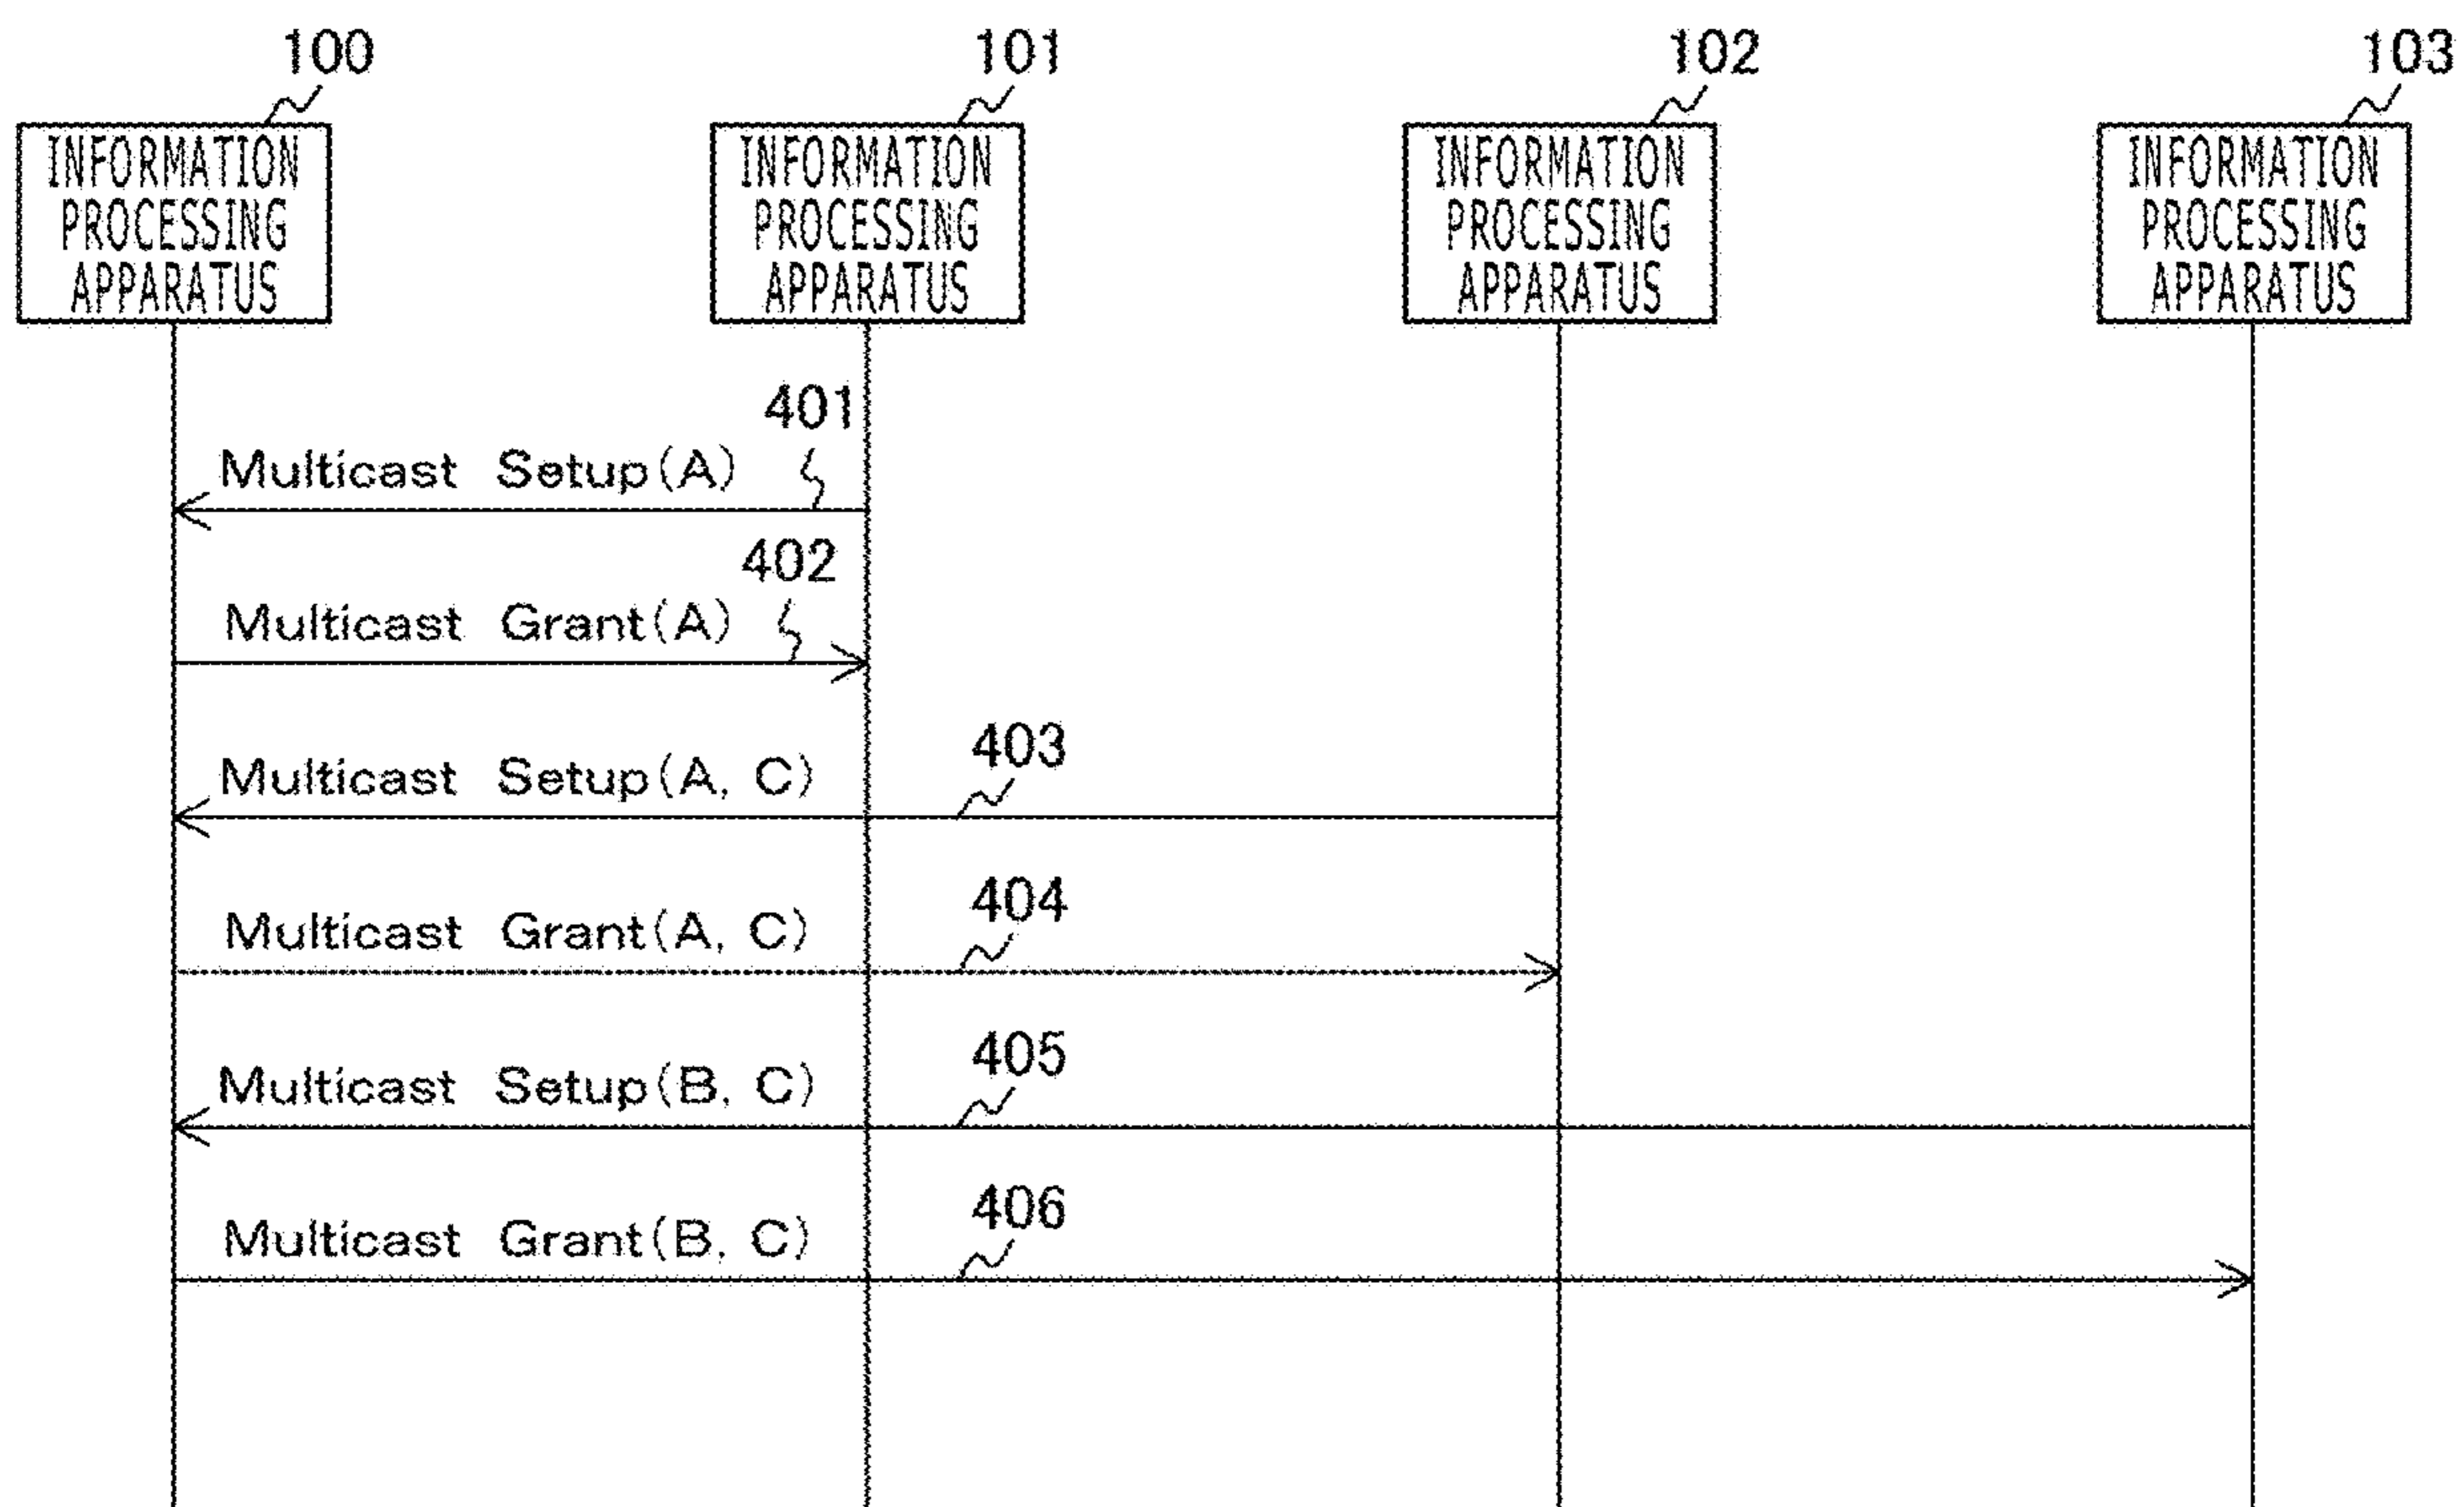 100
101
102
103
INFORMATION
PROCESSING
APPARATUS
INFORMATION
PROCESSING
APPARATUS
INFORMATION
PROCESSING
APPARATUS
INFORMATION
PROCESSING
APPARATUS
401
Multicast Setup(A)
402
Multicast Grant(A)
403
Multicast Setup(A, C)
404
Multicast Grant(A, C)
405
Multicast Setup(B, C)
406
Multicast Grant(B, C)